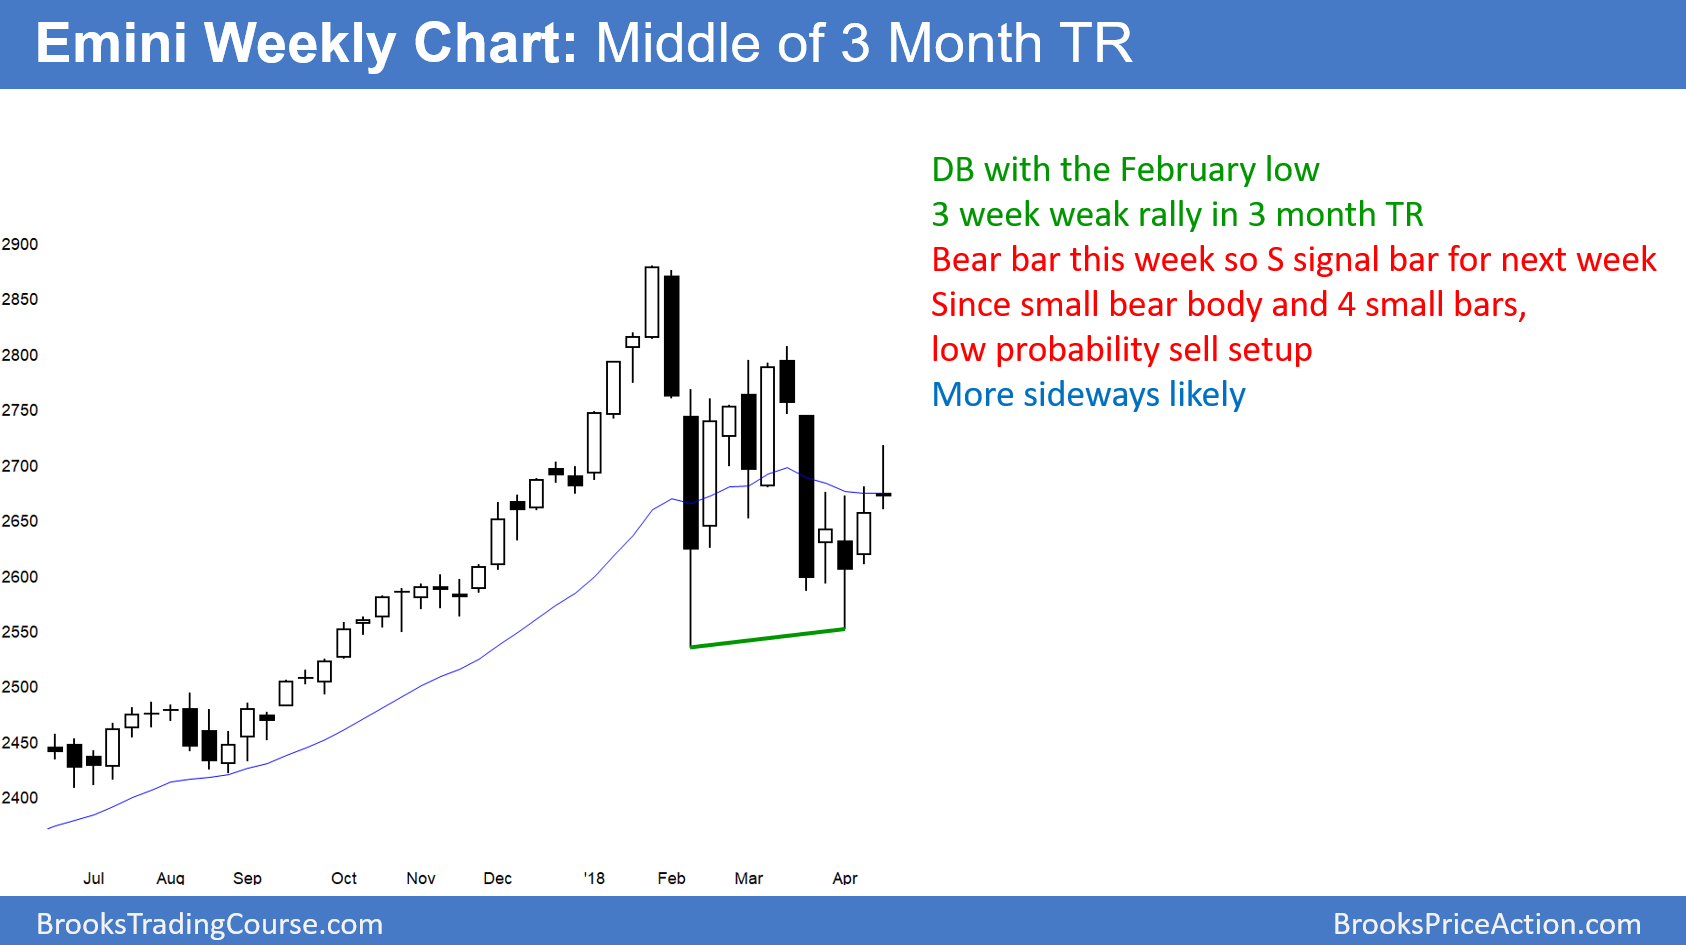 Emini Weekly Chart: Middle of 3 Month TR
DB with the February low
3 week weak rally in 3 month TR
Bear bar this week so S signal bar for next week
Since small bear body and 4 small bars,
low probability sell setup
More sideways likely
2900
2850
2800
2750
2700
2650
2600
2550
2500
2450
2400
Jul Aug Sep Oct Nov Dec '18 Feb Mar Apr
BrooksTradingCourse.com
BrooksPriceAction.com